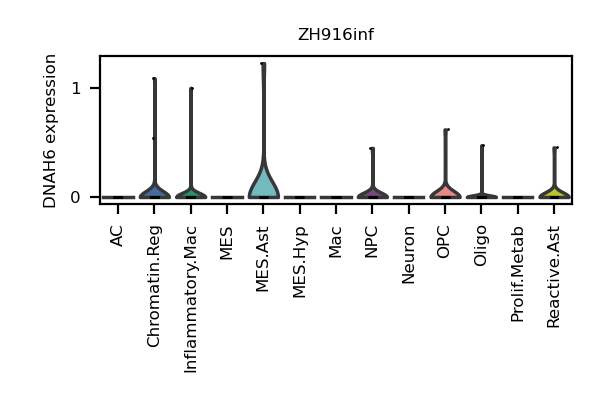 ZH916inf
DNAH6 expression
1
0
AC
Chromatin.Reg
Inflammatory.Mac
MES
MES.Ast
MES.Hyp
Mac
NPC
Neuron
OPC
Oligo
Prolif.Metab
Reactive.Ast